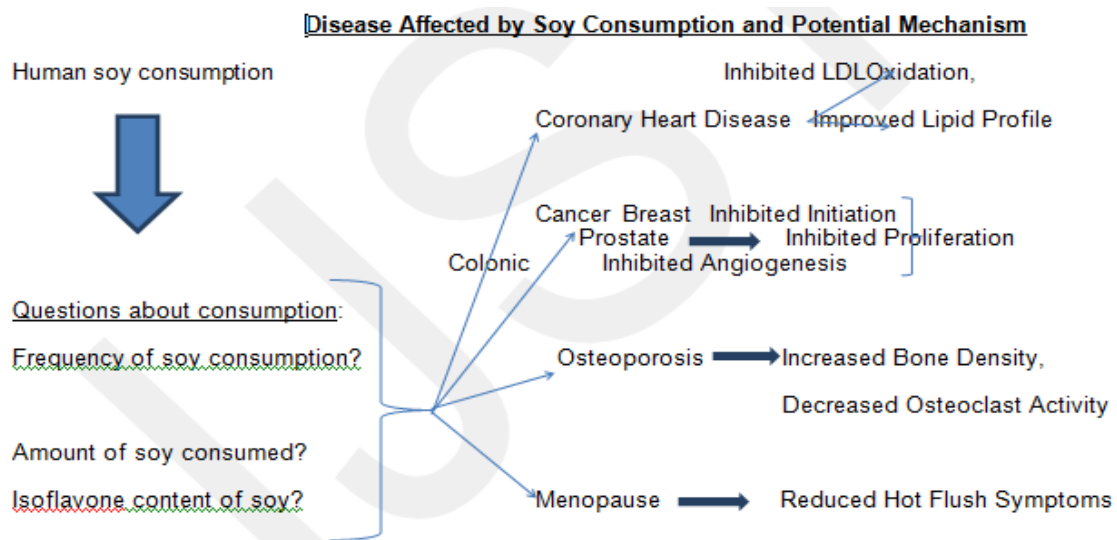 Disease Affected by Soy Consumption and Potential Mechanism
Human soy consumption
Inhibited LDLOxidation,
Coronary Heart Disease Improved Lipid Profile
Cancer Breast Inhibited Initiation
Prostate Inhibited Proliferation
Colonic Inhibited Angiogenesis
Questions about consumption:
Frequency of soy consumption?
Osteoporosis Increased Bone Density,
Decreased Osteoclast Activity
Amount of soy consumed?
Isoflavone content of soy?
Menopause Reduced Hot Flush Symptoms